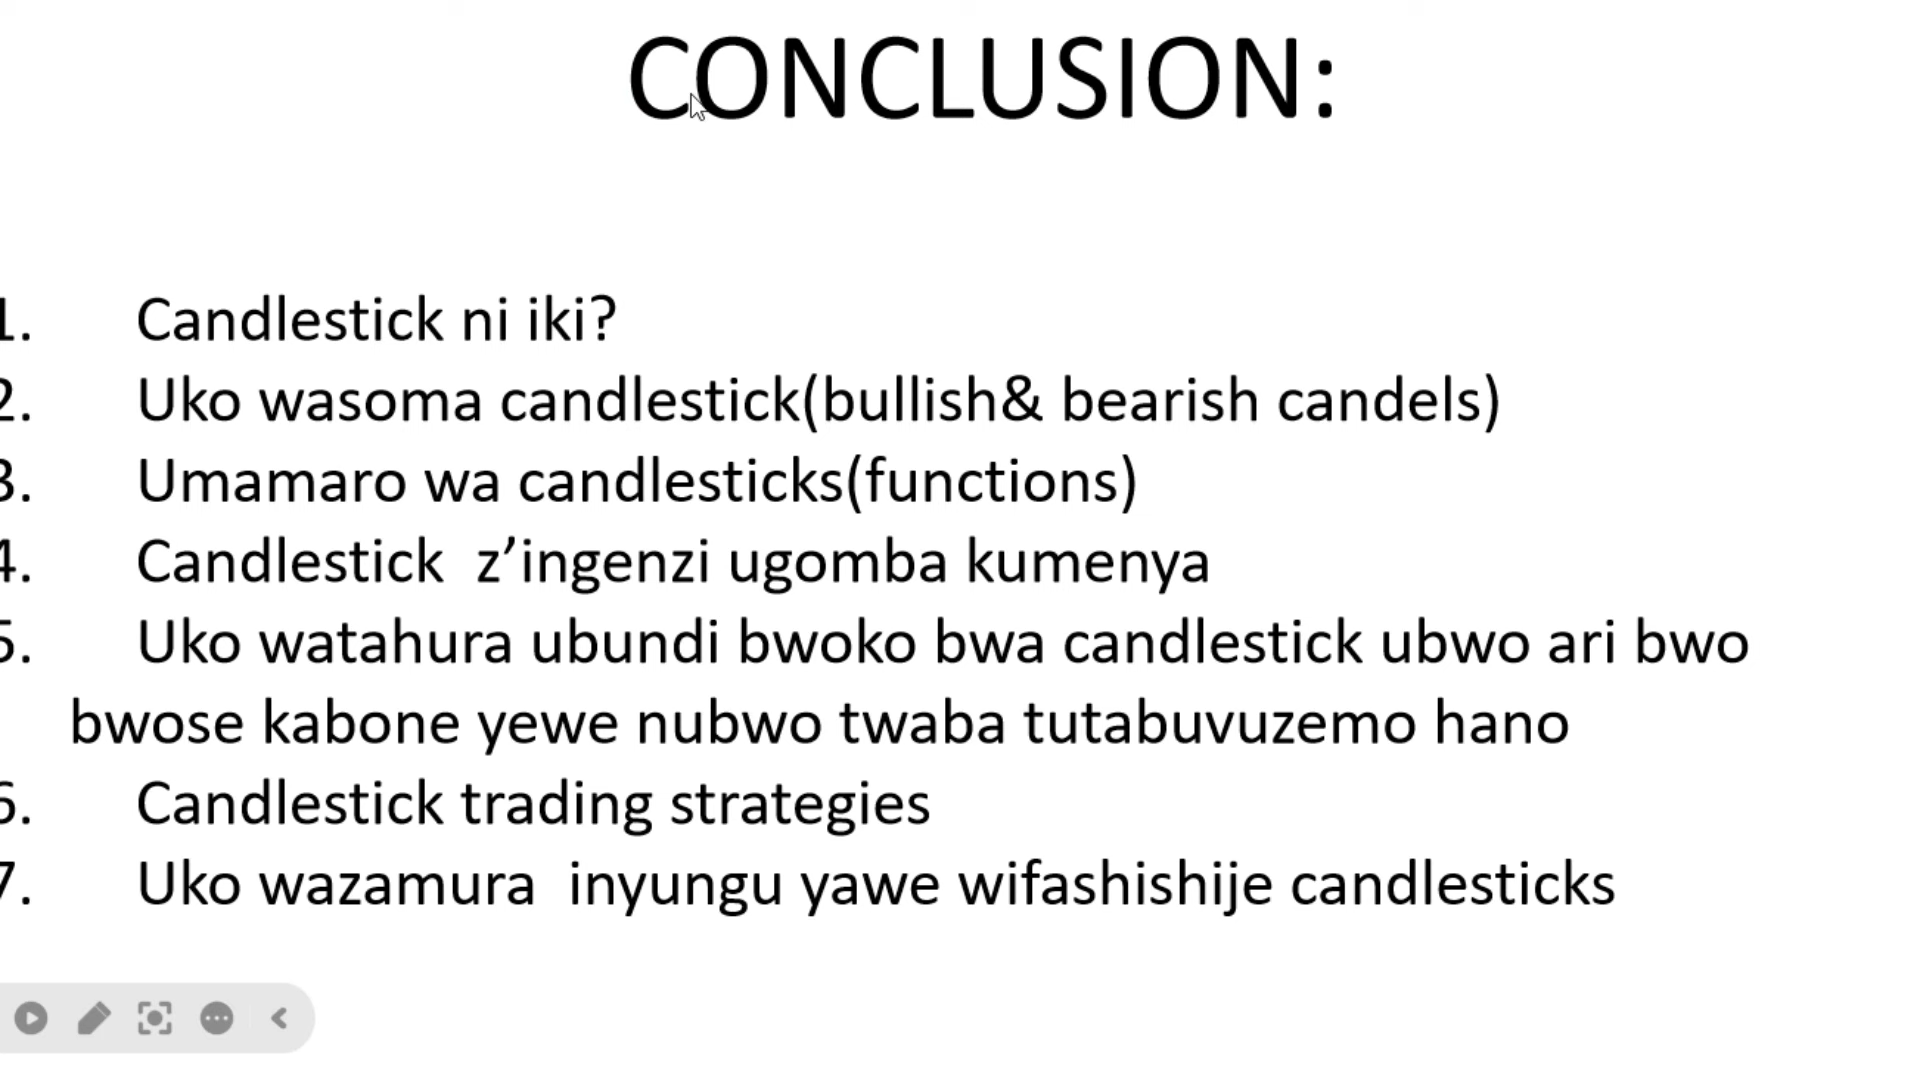 CONCLUSION:
1. Candlestick ni iki?
2. Uko wasoma candlestick(bullish& bearish candels)
3. Umamaro wa candlesticks(functions)
4. Candlestick z’ingenzi ugomba kumenya
5. Uko watahura ubundi bwoko bwa candlestick ubwo ari bwo
bwose kabone yewe nubwo twaba tutabuvuzemo hano
6. Candlestick trading strategies
7. Uko wazamura inyungu yawe wifashishije candlesticks